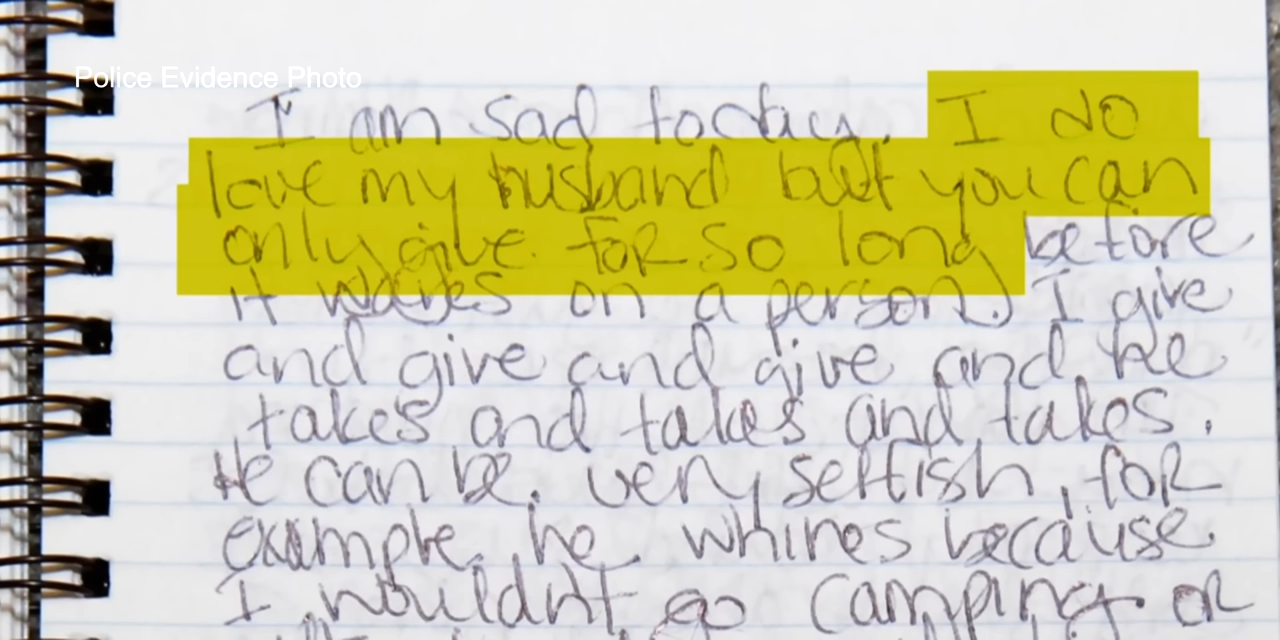 Police Evidence Photo
I am sad today. I do
love my husband but you can
only give for so long before
it wares on a person. I give
and give and give and he
takes and takes and takes.
He can be very selfish, for
example, he whines because
I wouldn't go camping or